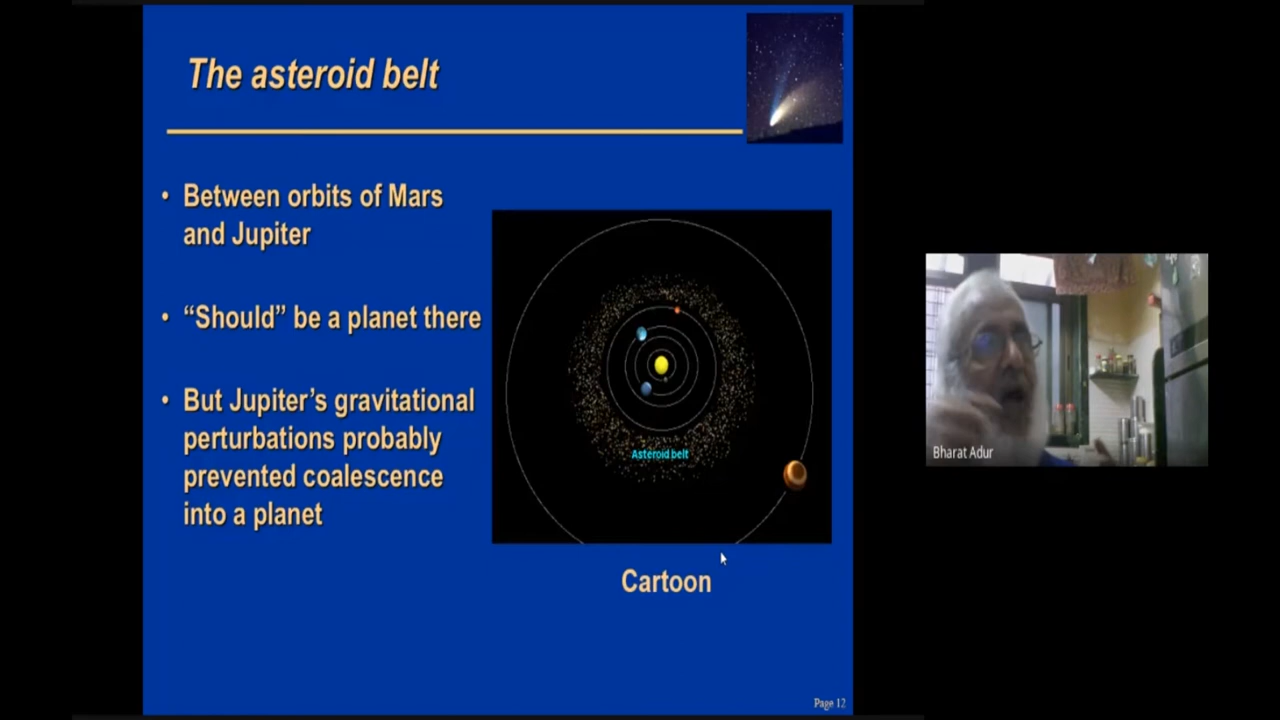 The asteroid belt
• Between orbits of Mars
and Jupiter
• “Should” be a planet there
• But Jupiter’s gravitational
perturbations probably
prevented coalescence
into a planet
Asteroid belt
Cartoon
Page 12
Bharat Adur